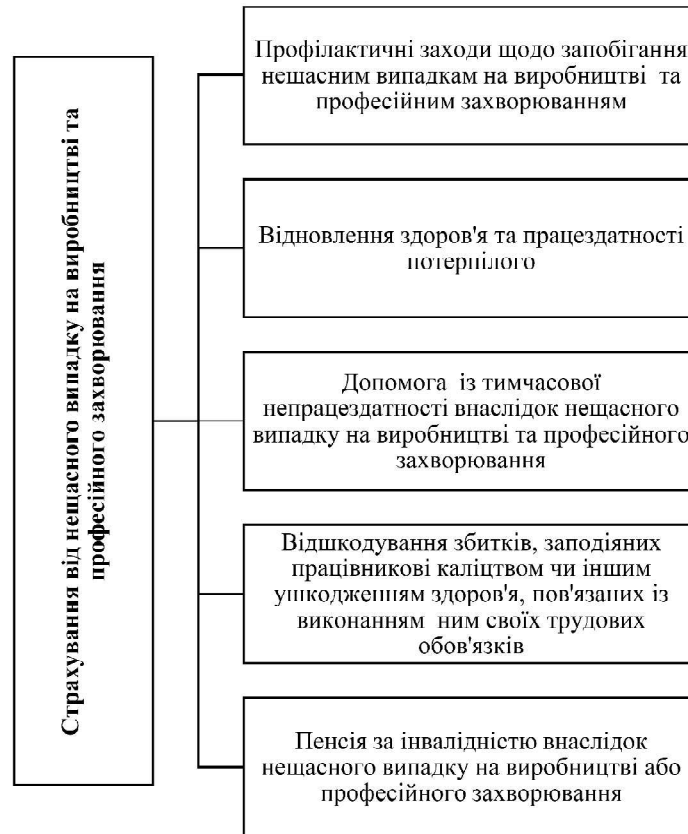 Страхування від нещасного випадку на виробництві та
професійного захворювання
Профілактичні заходи щодо запобігання
нещасним випадкам на виробництві та
професійним захворюванням
Відновлення здоров'я та працездатності
потерпілого
Допомога із тимчасової
непрацездатності внаслідок нещасного
випадку на виробництві та професійного
захворювання
Відшкодування збитків, заподіяних
працівникові каліцтвом чи іншим
ушкодженням здоров'я, пов'язаних із
виконанням ним своїх трудових
обов'язків
Пенсія за інвалідністю внаслідок
нещасного випадку на виробництві або
професійного захворювання